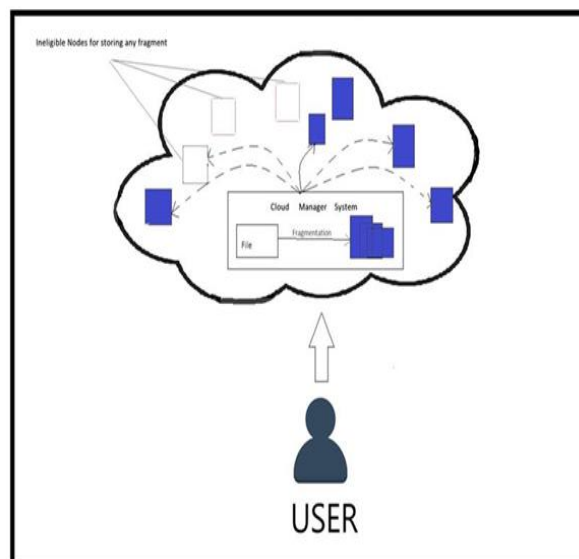 Ineligible Nodes for storing any fragment
Cloud Manager System
Fragmentation
File
USER